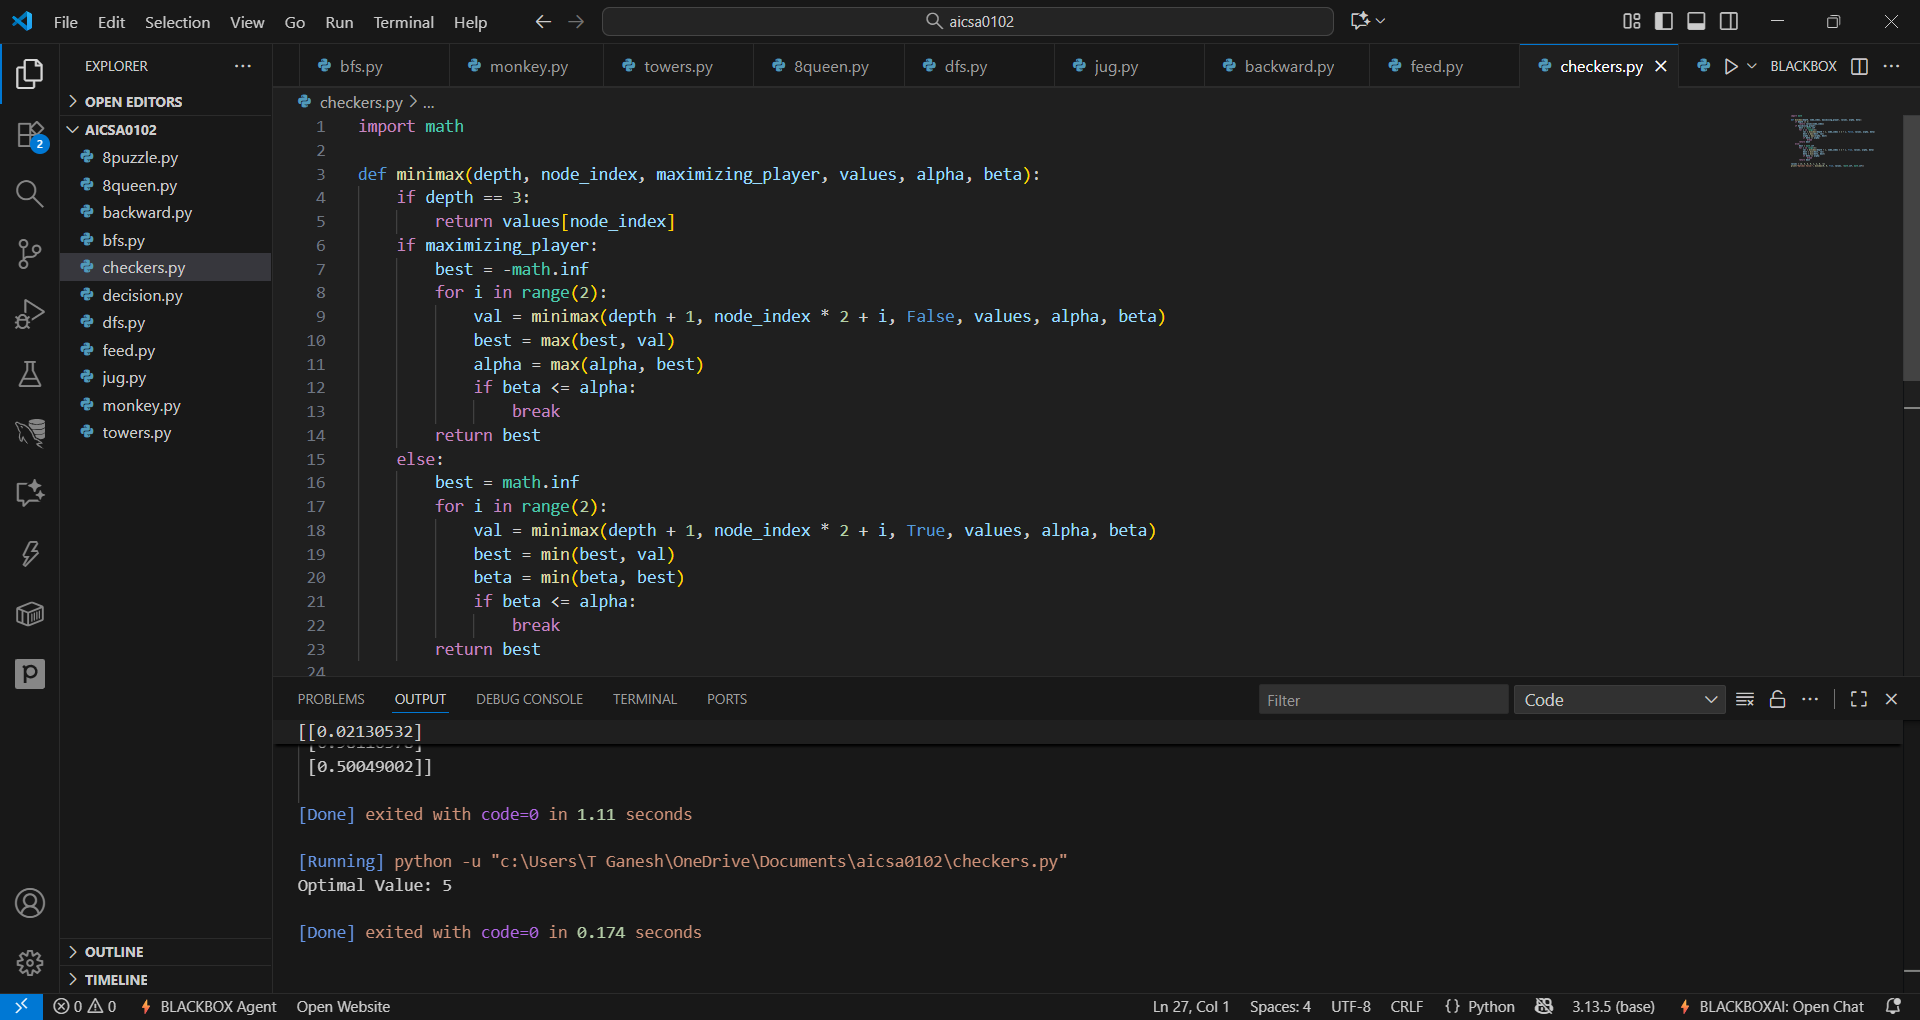 File Edit Selection View Go Run Terminal Help
aicsa0102
EXPLORER
OPEN EDITORS
AICSA0102
8puzzle.py
8queen.py
backward.py
bfs.py
checkers.py
decision.py
dfs.py
feed.py
jug.py
monkey.py
towers.py
OUTLINE
TIMELINE
2
bfs.py monkey.py towers.py 8queen.py dfs.py jug.py backward.py feed.py checkers.py BLACKBOX
checkers.py > ...
1 import math
2
3 def minimax(depth, node_index, maximizing_player, values, alpha, beta):
4 if depth == 3:
5 return values[node_index]
6 if maximizing_player:
7 best = -math.inf
8 for i in range(2):
9 val = minimax(depth + 1, node_index * 2 + i, False, values, alpha, beta)
10 best = max(best, val)
11 alpha = max(alpha, best)
12 if beta <= alpha:
13 break
14 return best
15 else:
16 best = math.inf
17 for i in range(2):
18 val = minimax(depth + 1, node_index * 2 + i, True, values, alpha, beta)
19 best = min(best, val)
20 beta = min(beta, best)
21 if beta <= alpha:
22 break
23 return best
24
PROBLEMS OUTPUT DEBUG CONSOLE TERMINAL PORTS Filter Code
[[0.02130532]
[0.50049002]]
[Done] exited with code=0 in 1.11 seconds
[Running] python -u "c:\Users\T Ganesh\OneDrive\Documents\aicsa0102\checkers.py"
Optimal Value: 5
[Done] exited with code=0 in 0.174 seconds
0 0 BLACKBOX Agent Open Website Ln 27, Col 1 Spaces: 4 UTF-8 CRLF {} Python 3.13.5 (base) BLACKBOXAI: Open Chat